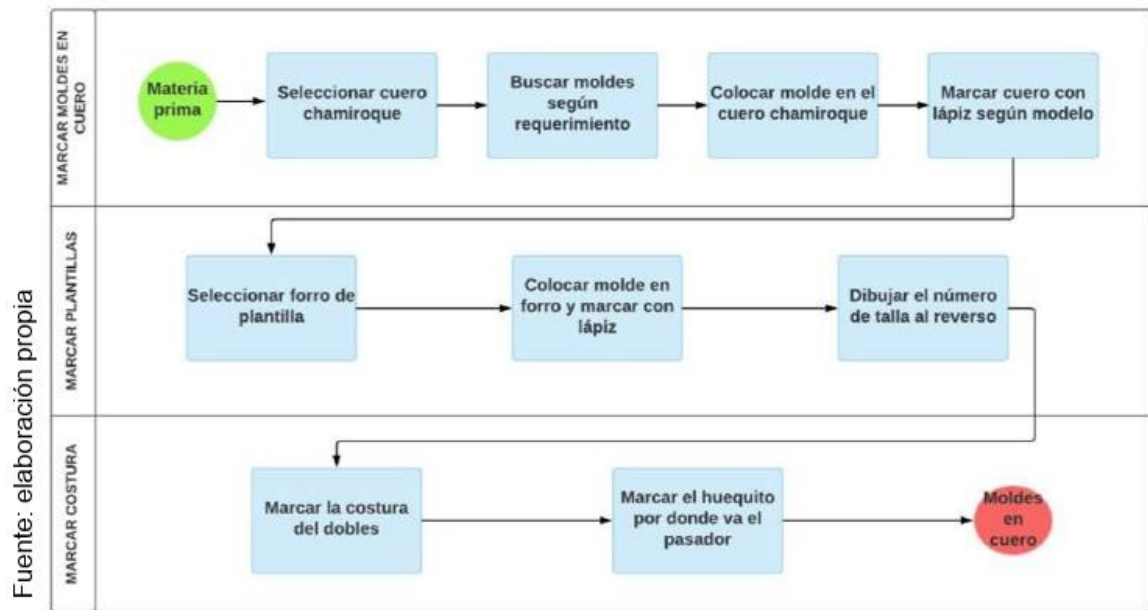 MARCAR MOLDES EN
CUERO
Materia
prima
Seleccionar cuero
chamiroque
Buscar moldes
según
requerimiento
Colocar molde en el
cuero chamiroque
Marcar cuero con
lápiz según modelo
MARCAR PLANTILLAS
Seleccionar forro de
plantilla
Colocar molde en
forro y marcar con
lápiz
Dibujar el número
de talla al reverso
MARCAR COSTURA
Marcar la costura
del dobles
Marcar el huequito
por donde va el
pasador
Moldes
en
cuero
Fuente: elaboración propia